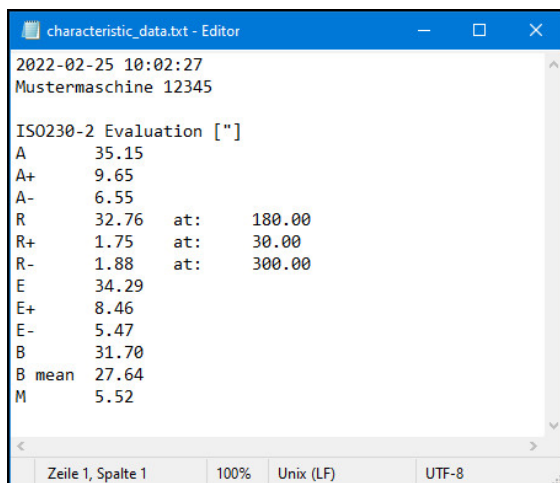 characteristic_data.txt - Editor
2022-02-25 10:02:27
Mustermaschine 12345

ISO230-2 Evaluation ["]
A 35.15
A+ 9.65
A- 6.55
R 32.76 at: 180.00
R+ 1.75 at: 30.00
R- 1.88 at: 300.00
E 34.29
E+ 8.46
E- 5.47
B 31.70
B mean 27.64
M 5.52
Zeile 1, Spalte 1 100% Unix (LF) UTF-8